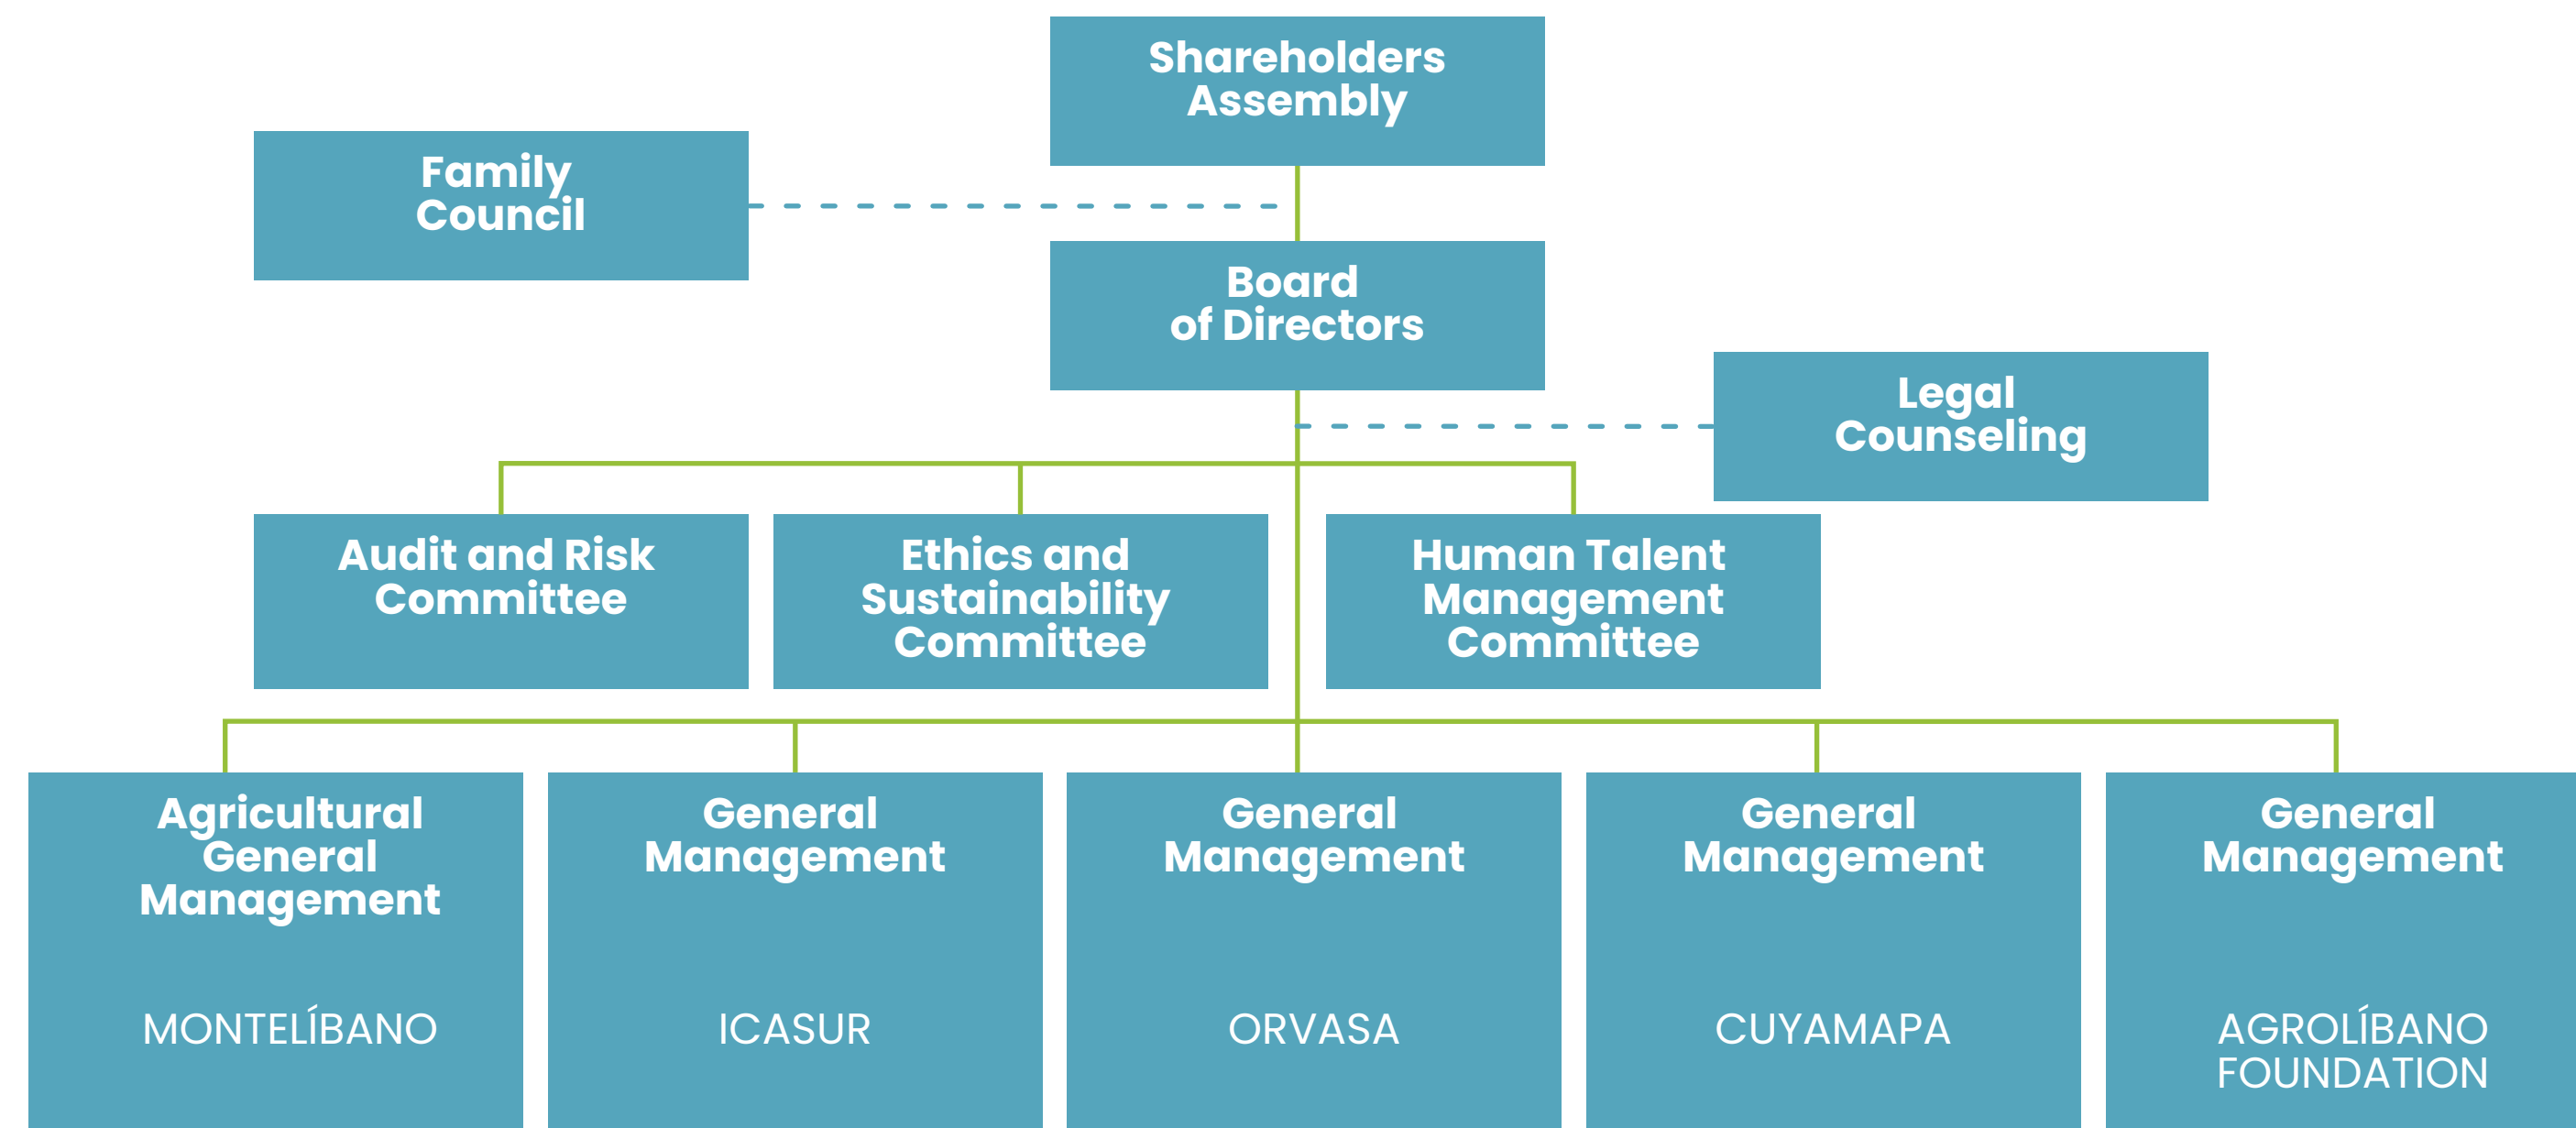 Shareholders
Assembly
Family
Council
Board
of Directors
Legal
Counseling
Audit and Risk
Committee
Ethics and
Sustainability
Committee
Human Talent
Management
Committee
Agricultural
General
Management
MONTELÍBANO
General
Management
ICASUR
General
Management
ORVASA
General
Management
CUYAMAPA
General
Management
AGROLÍBANO
FOUNDATION